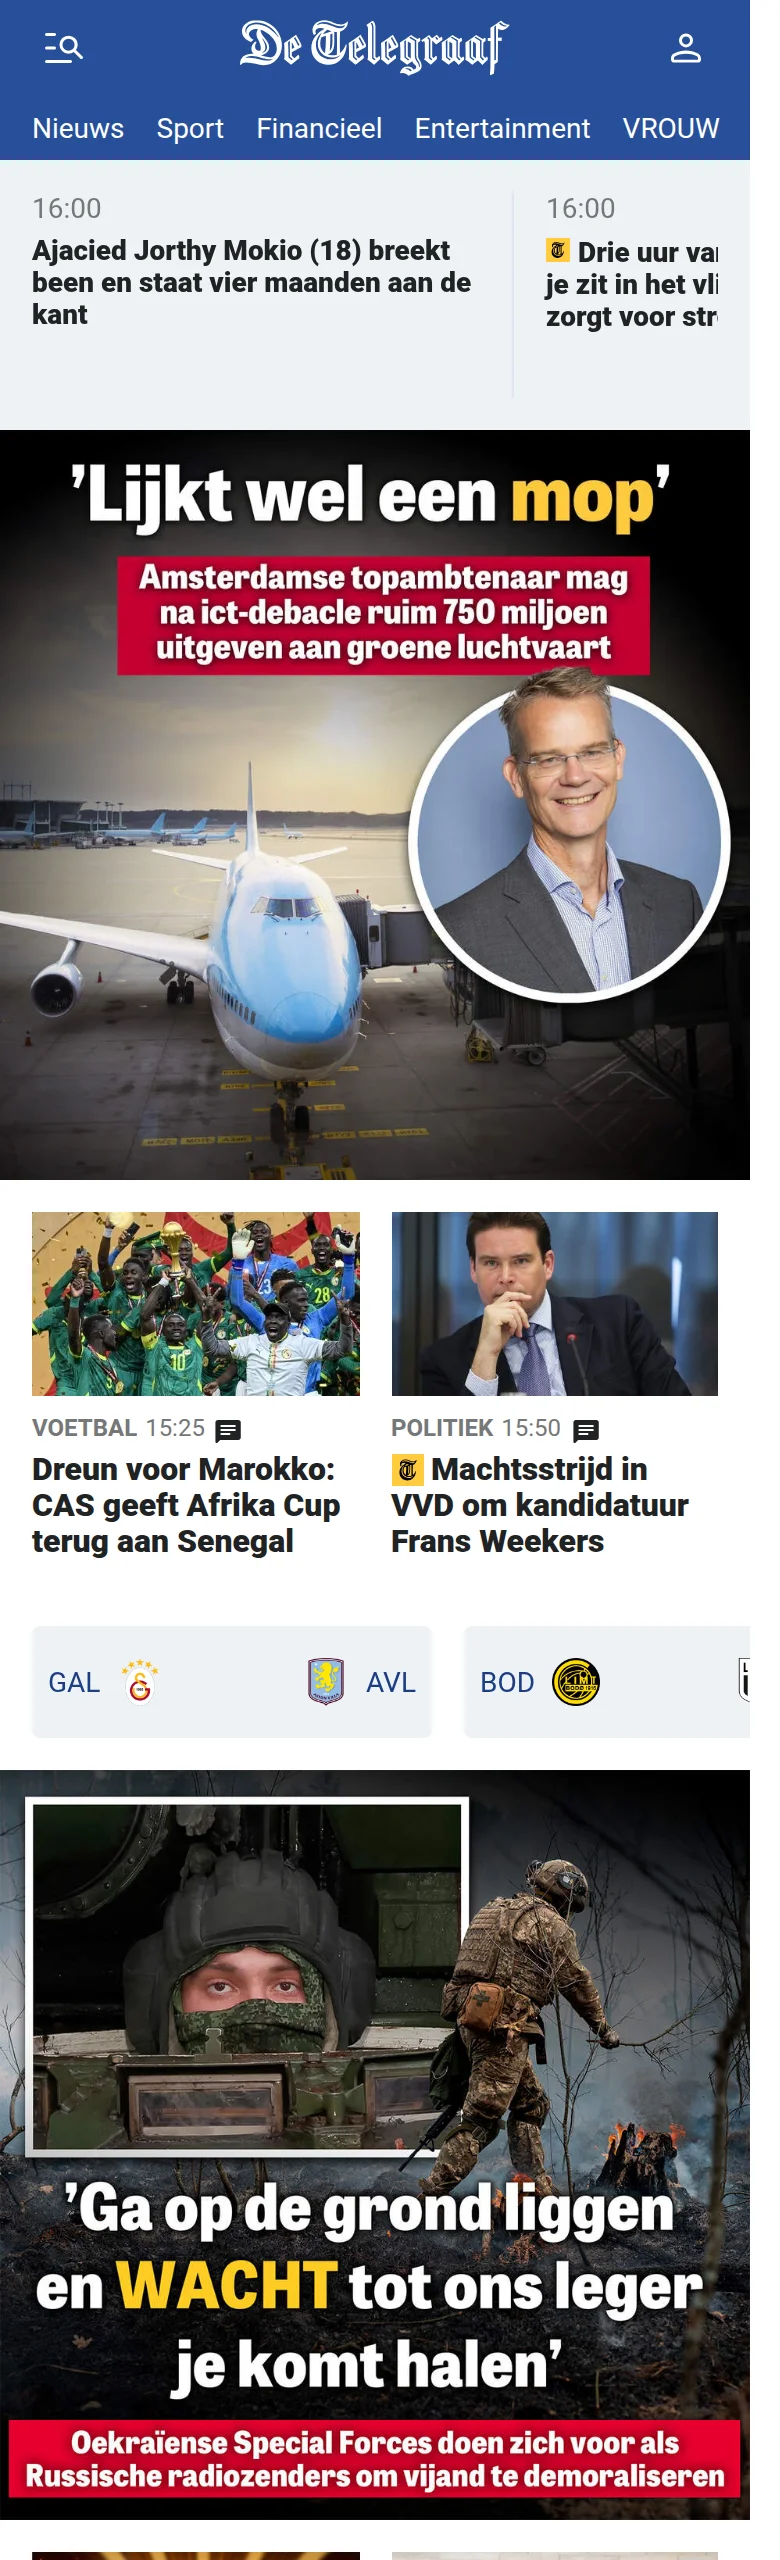 De Telegraaf
Nieuws Sport Financieel Entertainment VROUW
16:00
Ajacied Jorthy Mokio (18) breekt
been en staat vier maanden aan de
kant
16:00
Drie uur
je zit in het
zorgt voor
'Lijkt wel een mop'
Amsterdamse topambtenaar mag
na ict-debacle ruim 750 miljoen
uitgeven aan groene luchtvaart
23
28
10
VOETBAL 15:25
Dreun voor Marokko:
CAS geeft Afrika Cup
terug aan Senegal
POLITIEK 15:50
Machtsstrijd in
VVD om kandidatuur
Frans Weekers
GAL
AVL
BOD
'Ga op de grond liggen
en WACHT tot ons leger
je komt halen'
Oekraïense Special Forces doen zich voor als
Russische radiozenders om vijand te demoraliseren